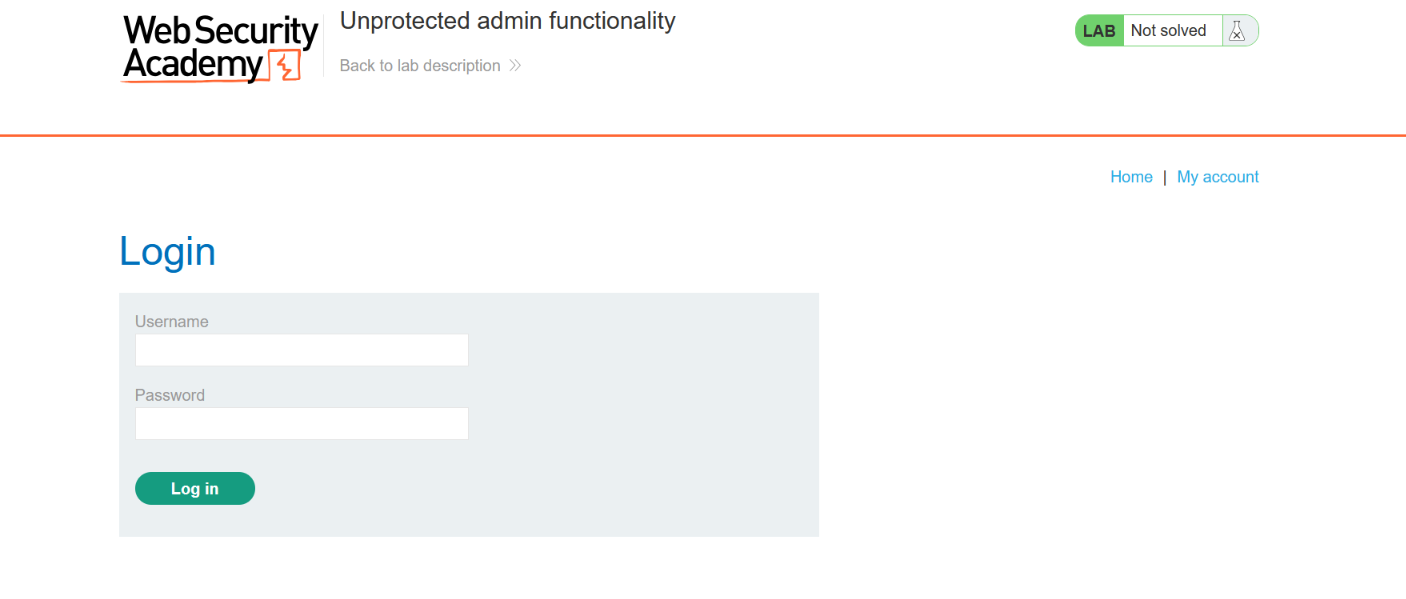 Web Security
Academy
Unprotected admin functionality
Back to lab description
LAB Not solved
Home | My account
Login
Username
Password
Log in